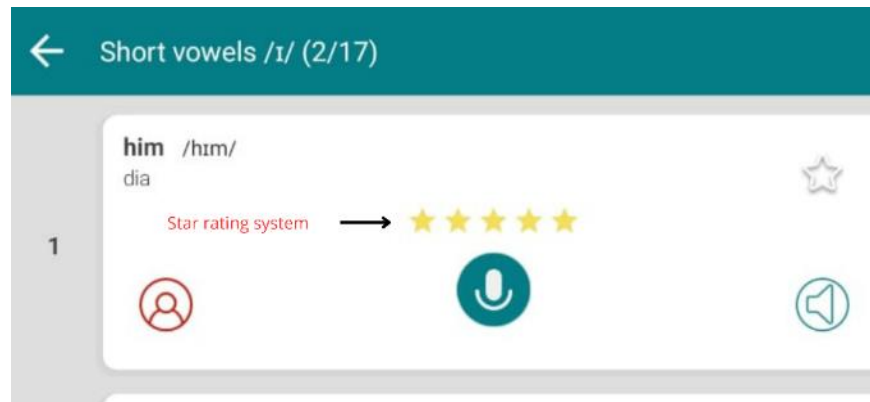 Short vowels /ɪ/ (2/17)
him /hɪm/
dia
Star rating system
1